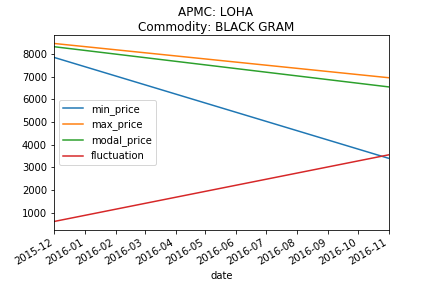 APMC: LOHA
Commodity: BLACK GRAM
8000
7000
6000
5000
4000
3000
2000
1000
min_price
max_price
modal_price
fluctuation
2015-12
2016-01
2016-02
2016-03
2016-04
2016-05
2016-06
2016-07
2016-08
2016-09
2016-10
2016-11
date